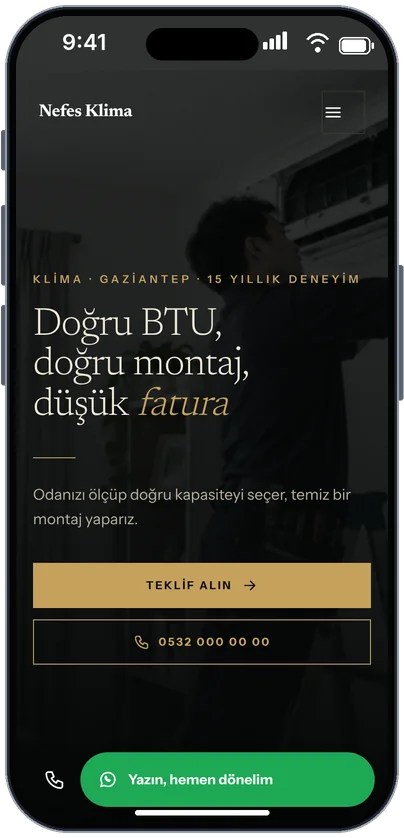 9:41
Nefes Klima
KLİMA · GAZİANTEP · 15 YILLIK DENEYİM
Doğru BTU,
doğru montaj,
düşük fatura
Odanızı ölçüp doğru kapasiteyi seçer, temiz bir
montaj yaparız.
TEKLİF ALIN →
0532 000 00 00
Yazın, hemen dönelim